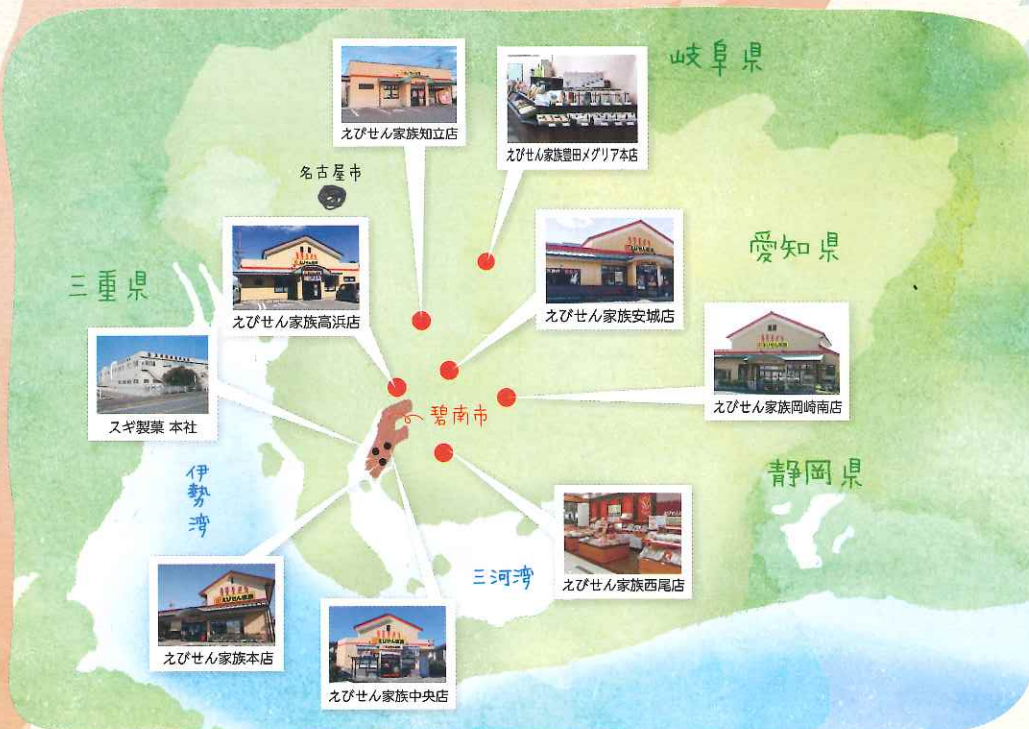 岐阜県
えびせん家族知立店
えびせん家族豊田メグリア本店
名古屋市
愛知県
三重県
えびせん家族高浜店
えびせん家族安城店
えびせん家族岡崎南店
スギ製菓 本社
碧南市
静岡県
伊勢湾
三河湾
えびせん家族西尾店
えびせん家族本店
えびせん家族中央店